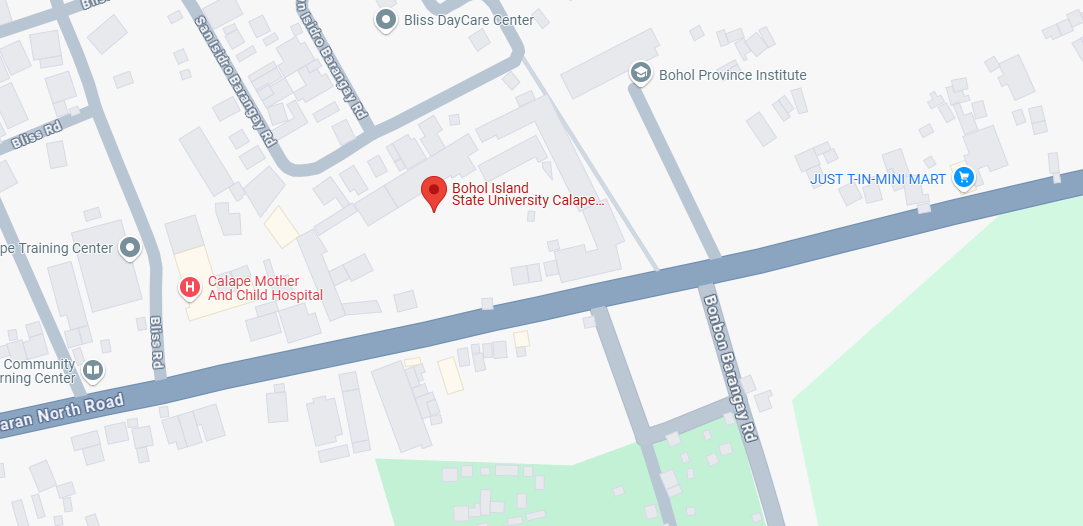 Bliss
Bliss DayCare Center
San Isidro Barangay Rd
n Isidro Barangay Rd
Bohol Province Institute
Bliss Rd
JUST T-IN-MINI MART
Bohol Island
State University Calape...
pe Training Center
Calape Mother
And Child Hospital
Bliss Rd
Bonbon Barangay Rd
Community
rning Center
aran North Road